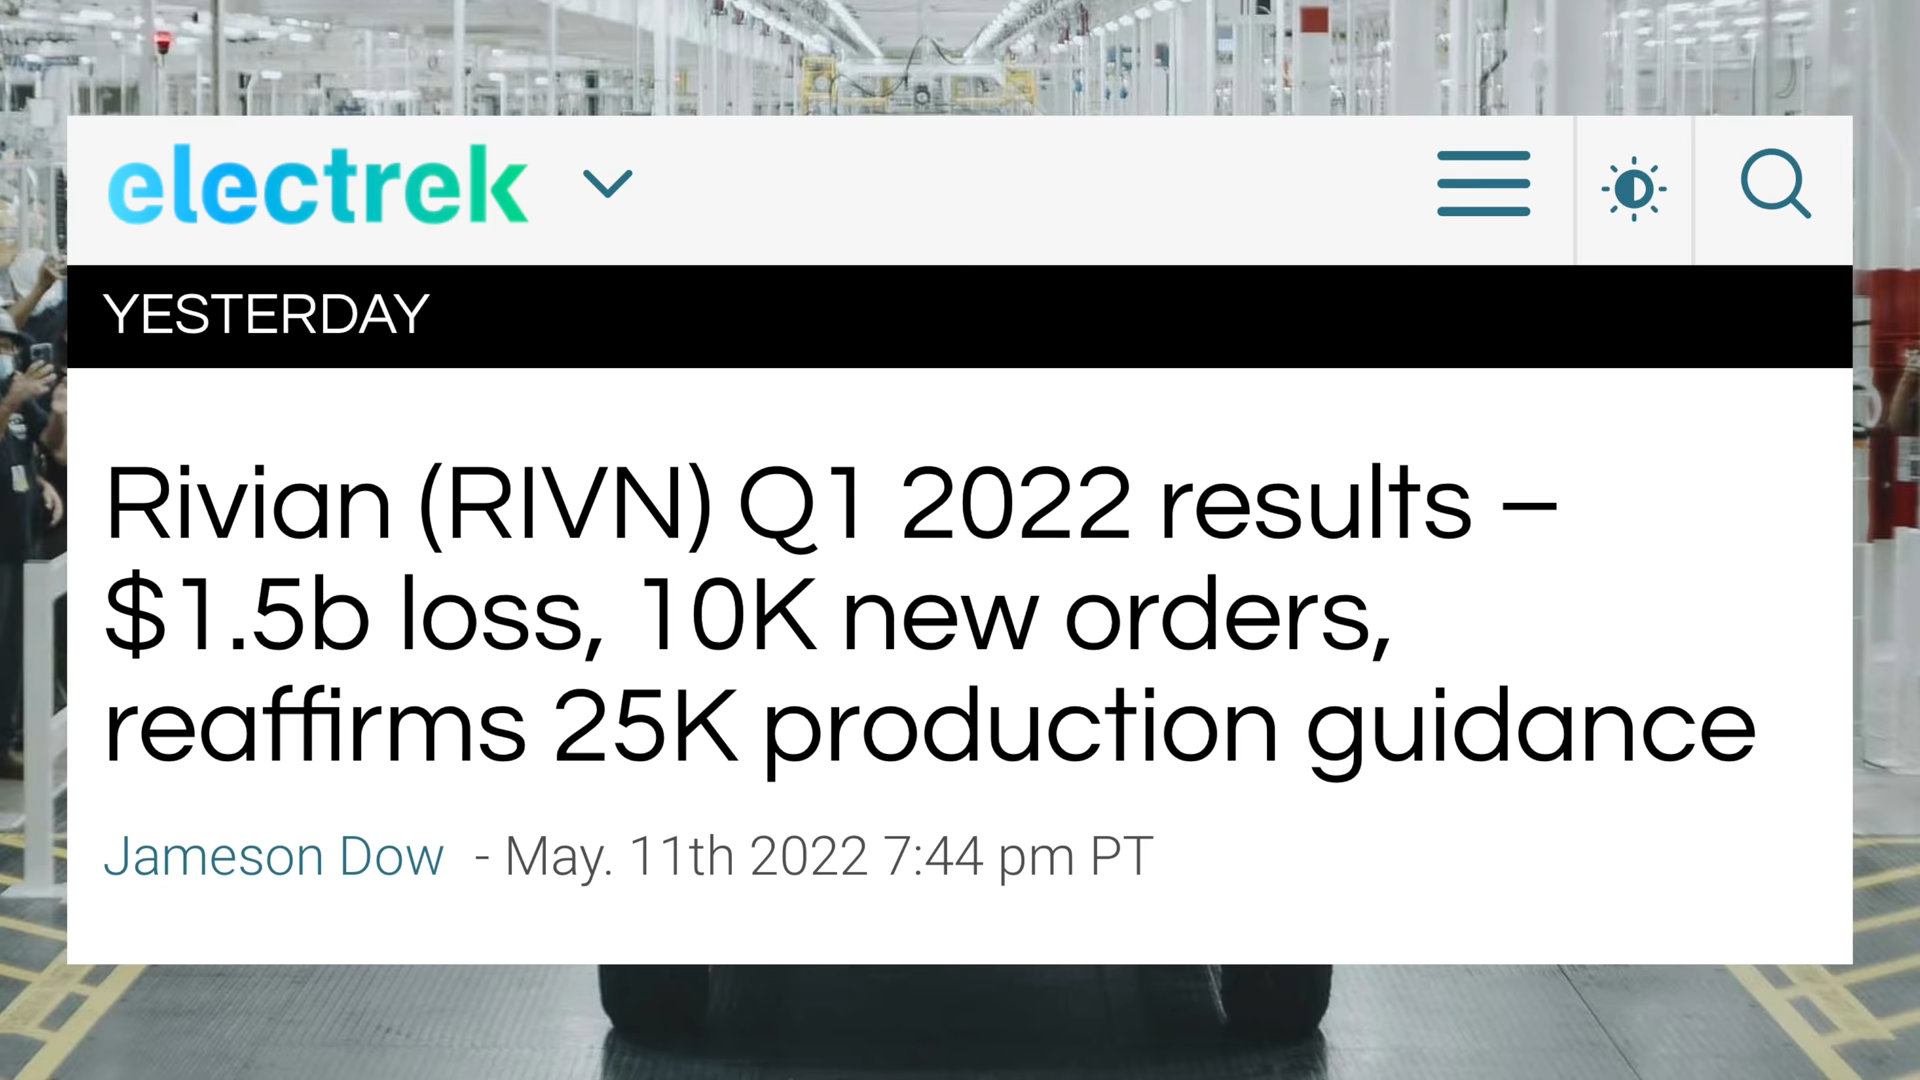 electrek
YESTERDAY
Rivian (RIVN) Q1 2022 results –
$1.5b loss, 10K new orders,
reaffirms 25K production guidance
Jameson Dow - May. 11th 2022 7:44 pm PT